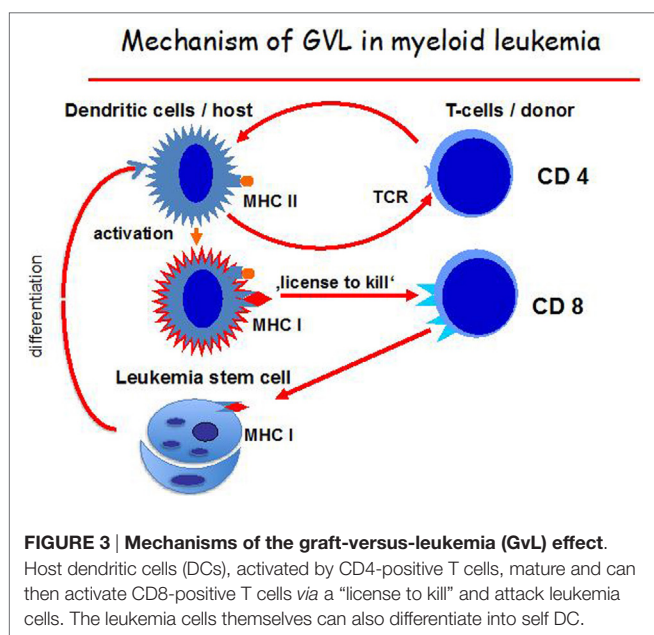 Mechanism of GVL in myeloid leukemia
Dendritic cells / host
T-cells / donor
MHC II
TCR
CD 4
activation
differentiation
‚license to kill‘
MHC I
CD 8
Leukemia stem cell
MHC I
FIGURE 3 | Mechanisms of the graft-versus-leukemia (GvL) effect.
Host dendritic cells (DCs), activated by CD4-positive T cells, mature and can
then activate CD8-positive T cells via a “license to kill” and attack leukemia
cells. The leukemia cells themselves can also differentiate into self DC.